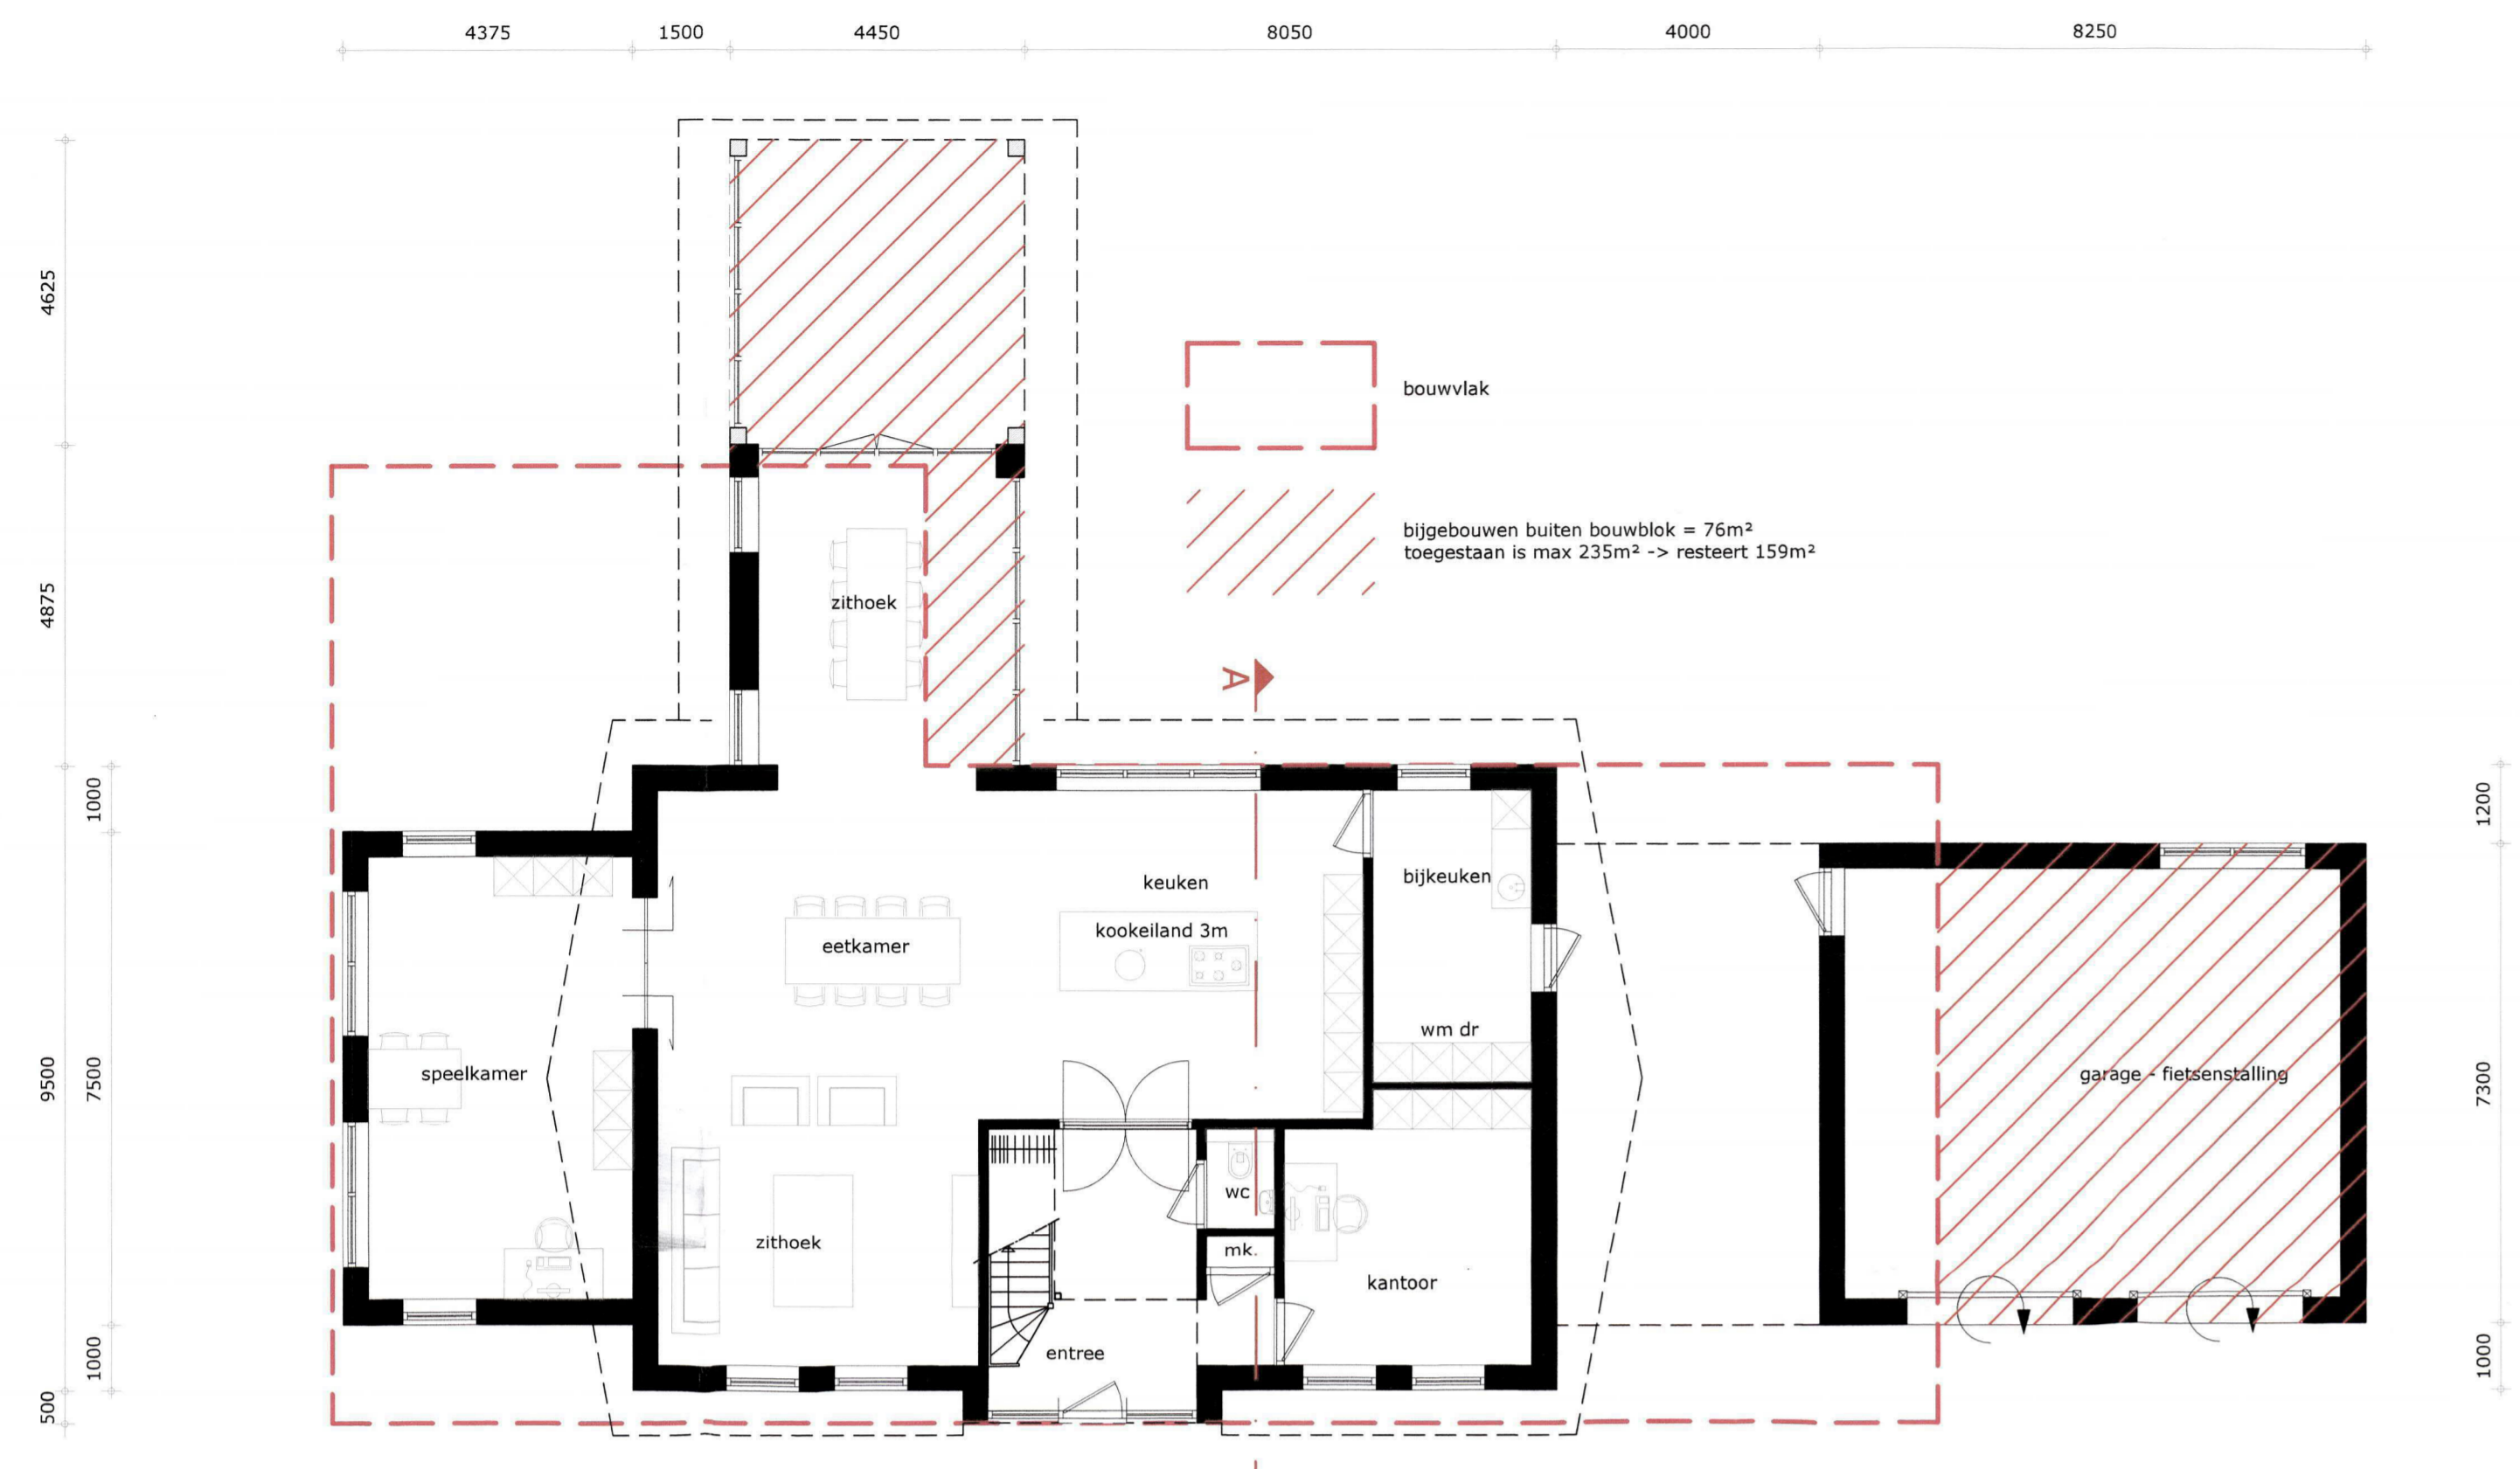 4375
1500
4450
8050
4000
8250
4625
4875
9500
500
1000
7500
1000
1200
7300
1000
bouwvlak
bijgebouwen buiten bouwblok = 76m²
toegestaan is max 235m² -> resteert 159m²
A
zithoek
keuken
kookeiland 3m
eetkamer
bijkeuken
wm dr
speelkamer
garage - fietsenstalling
wc
mk.
zithoek
kantoor
entree